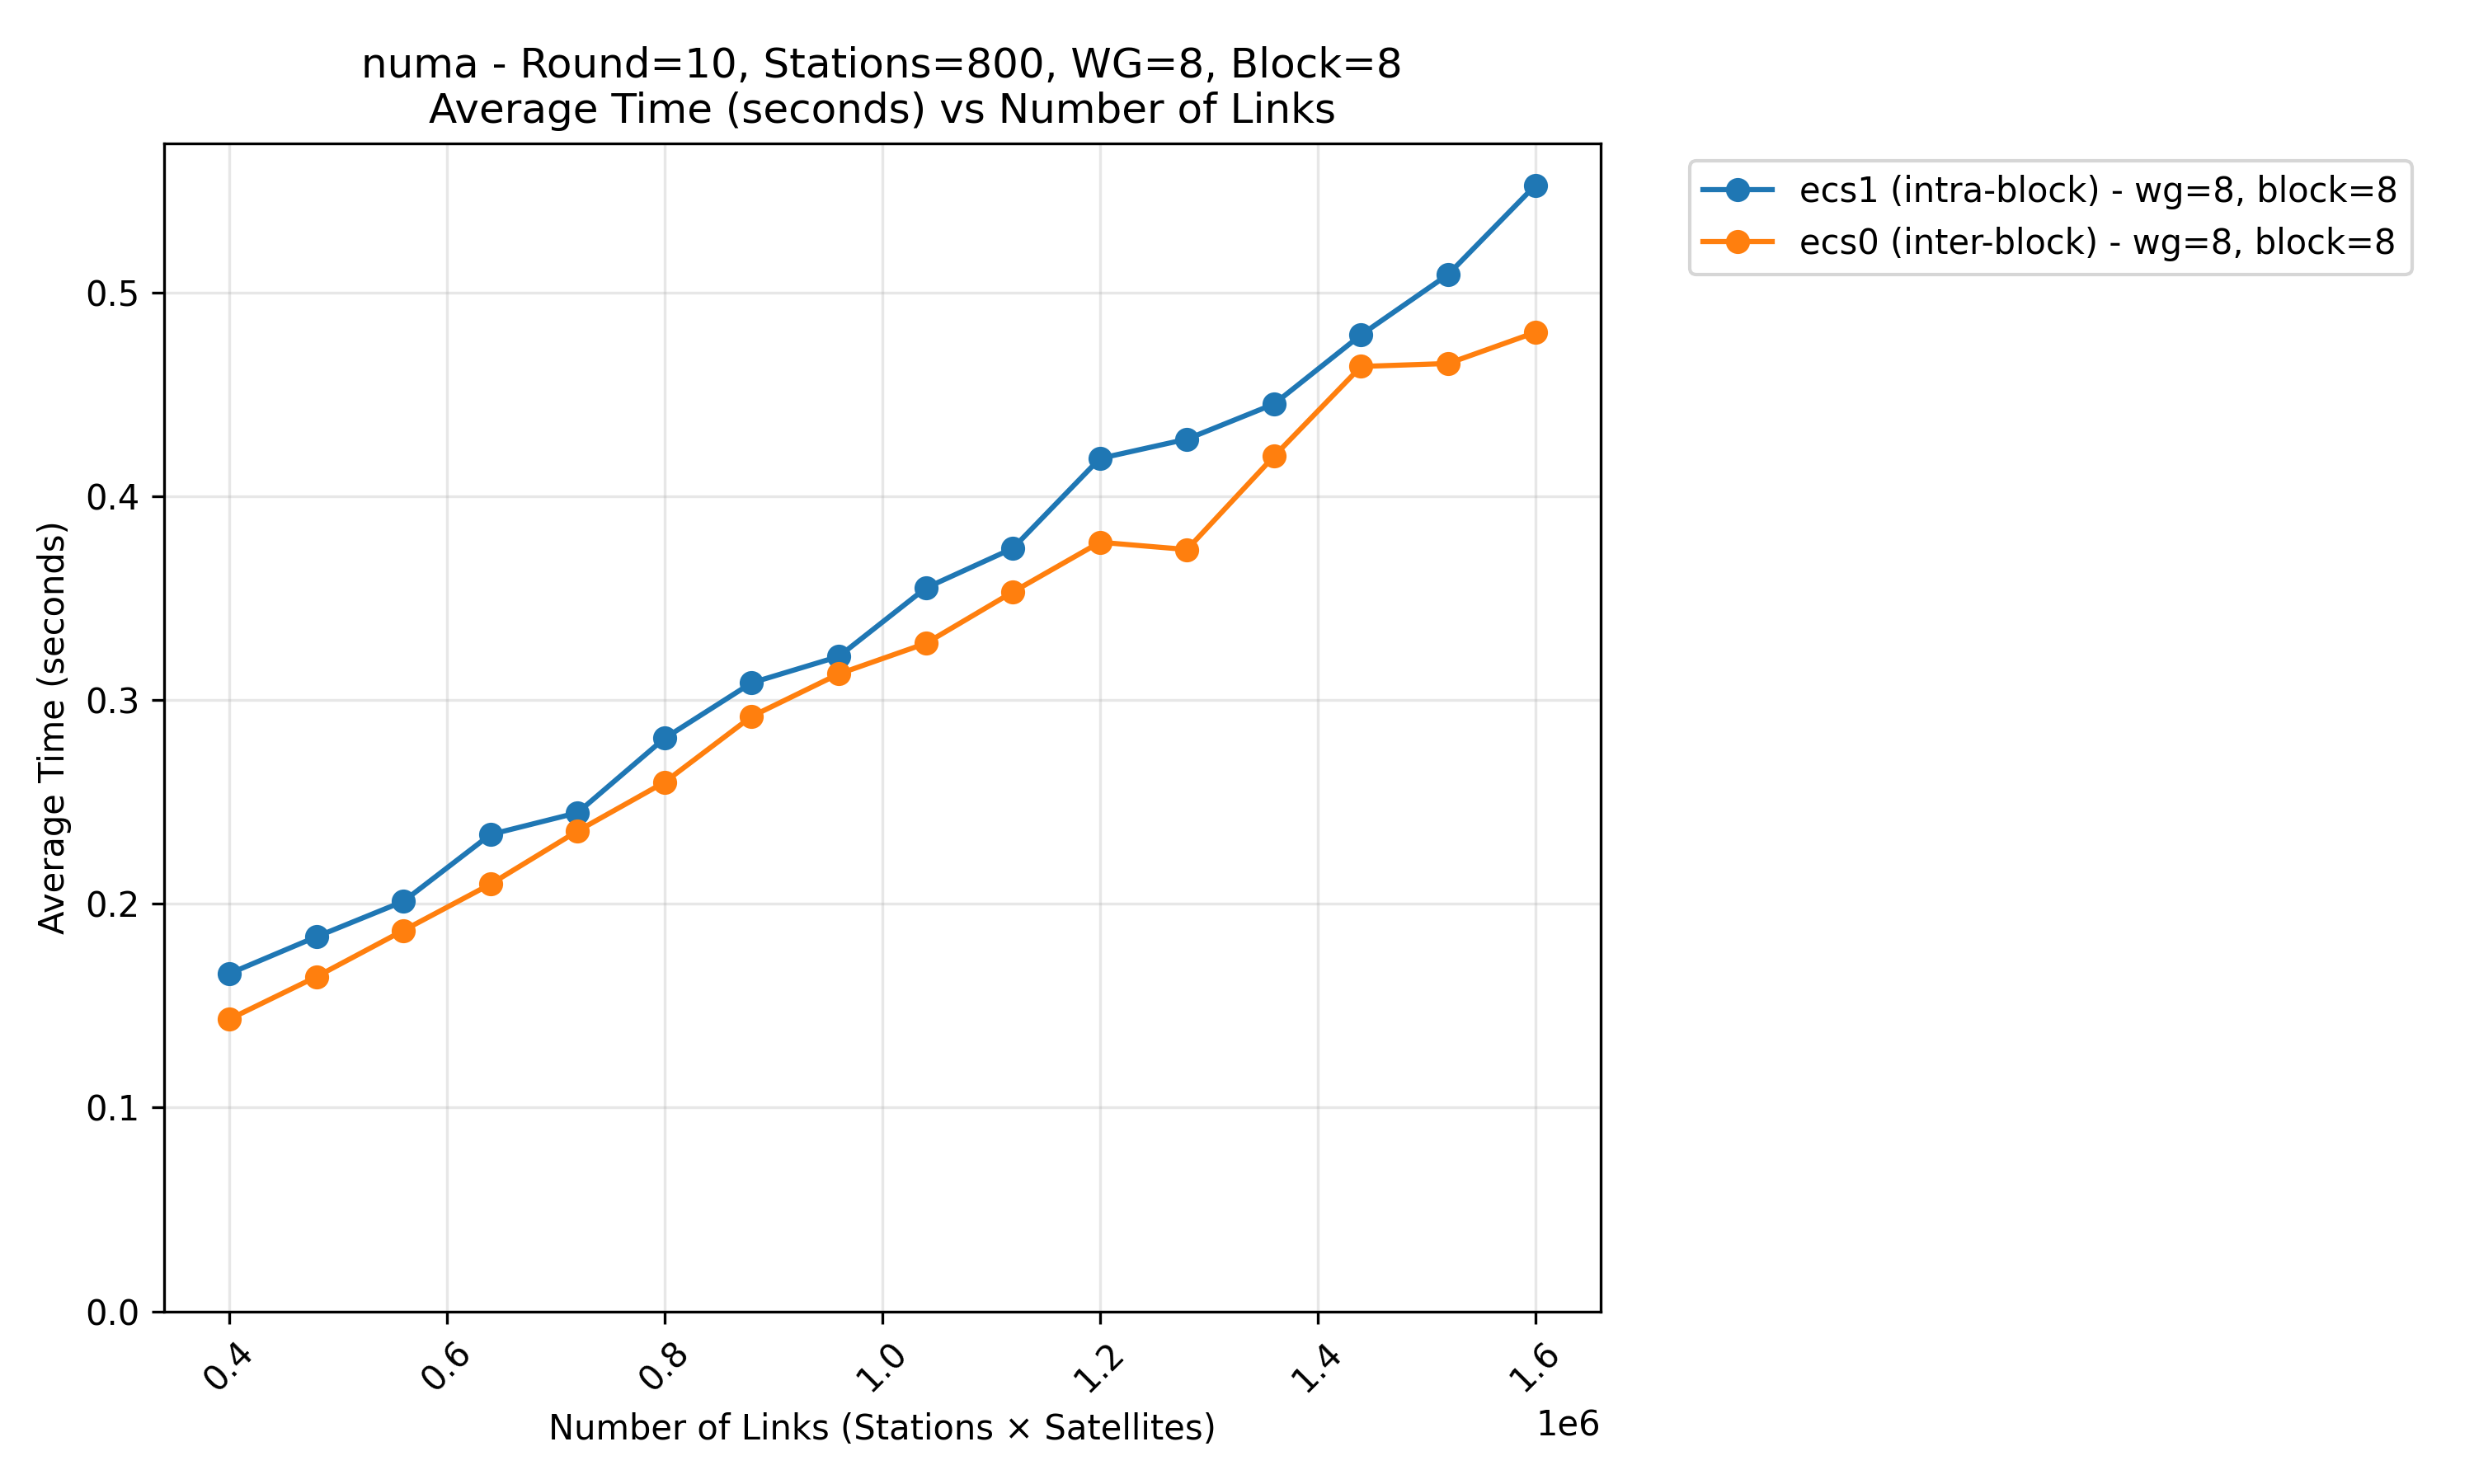 numa - Round=10, Stations=800, WG=8, Block=8
Average Time (seconds) vs Number of Links
ecs1 (intra-block) - wg=8, block=8
ecs0 (inter-block) - wg=8, block=8
Average Time (seconds)
0.5
0.4
0.3
0.2
0.1
0.0
0.4 0.6 0.8 1.0 1.2 1.4 1.6
1e6
Number of Links (Stations × Satellites)